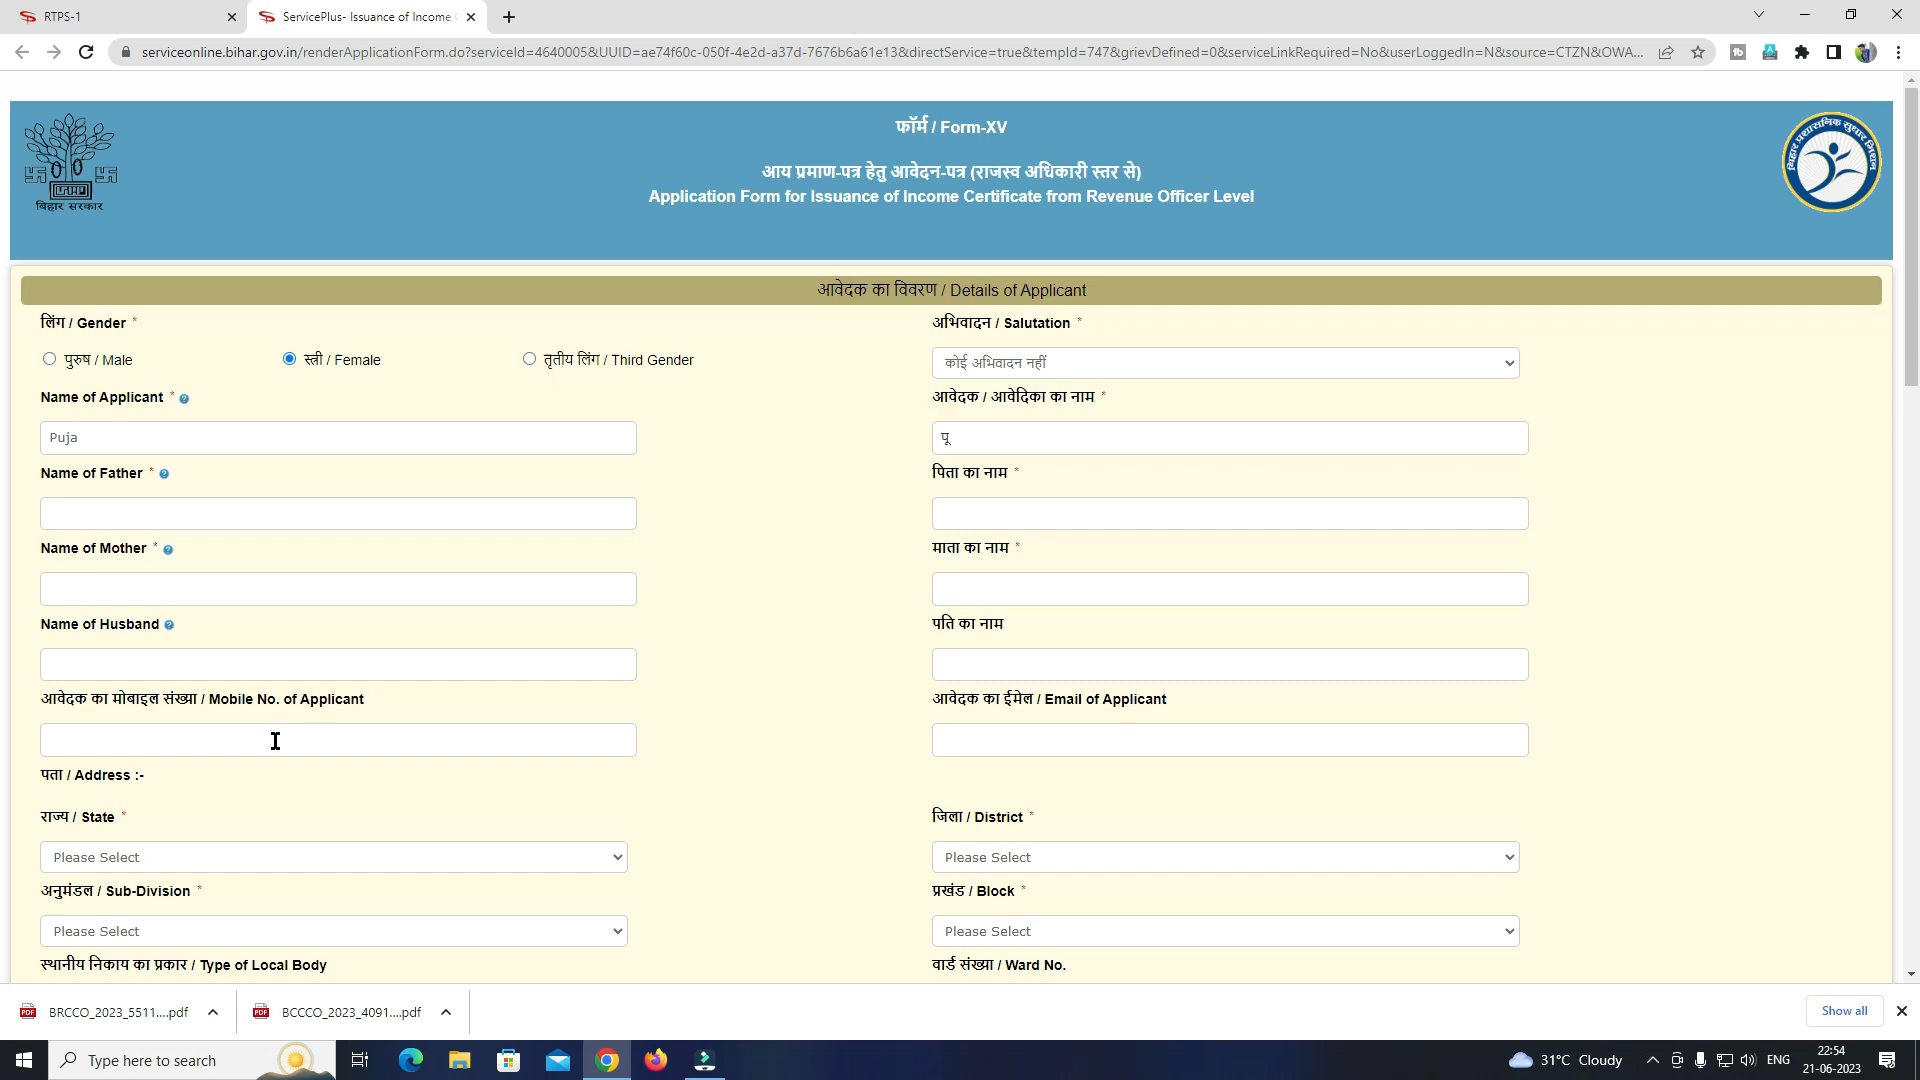 RTPS-1
ServicePlus- Issuance of Income
serviceonline.bihar.gov.in/renderApplicationForm.do?serviceId=4640005&UUID=ae74f60c-050f-4e2d-a37d-7676b6a61e13&directService=true&tempId=747&grievDefined=0&serviceLinkRequired=No&userLoggedIn=N&source=CTZN&OWA...
फॉर्म / Form-XV
आय प्रमाण-पत्र हेतु आवेदन-पत्र (राजस्व अधिकारी स्तर से)
Application Form for Issuance of Income Certificate from Revenue Officer Level
बिहार सरकार
बिहार प्रशासनिक सुधार मिशन
आवेदक का विवरण / Details of Applicant
लिंग / Gender *
अभिवादन / Salutation *
पुरुष / Male
स्त्री / Female
तृतीय लिंग / Third Gender
कोई अभिवादन नहीं
Name of Applicant *
आवेदक / आवेदिका का नाम *
Puja
पू
Name of Father *
पिता का नाम *
Name of Mother *
माता का नाम *
Name of Husband
पति का नाम
आवेदक का मोबाइल संख्या / Mobile No. of Applicant
आवेदक का ईमेल / Email of Applicant
पता / Address :-
राज्य / State *
जिला / District *
Please Select
Please Select
अनुमंडल / Sub-Division *
प्रखंड / Block *
Please Select
Please Select
स्थानीय निकाय का प्रकार / Type of Local Body
वार्ड संख्या / Ward No.
BRCCO_2023_5511....pdf
BCCCO_2023_4091....pdf
Show all
Type here to search
31°C Cloudy
ENG
22:54
21-06-2023